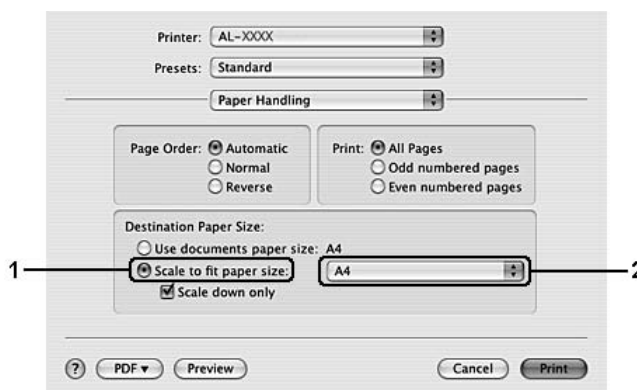 Printer: AL-XXXX
Presets: Standard
Paper Handling
Page Order: Automatic Print: All Pages
Normal Odd numbered pages
Reverse Even numbered pages
Destination Paper Size:
Use documents paper size: A4
1 Scale to fit paper size: A4 2
Scale down only
? PDF Preview Cancel Print